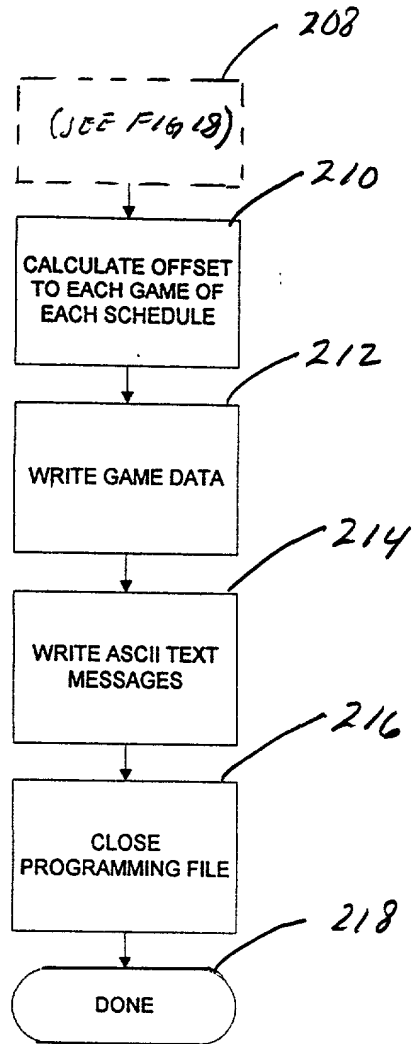 208
(SEE FIG 18)
210
CALCULATE OFFSET
TO EACH GAME OF
EACH SCHEDULE
212
WRITE GAME DATA
214
WRITE ASCII TEXT
MESSAGES
216
CLOSE
PROGRAMMING FILE
218
DONE